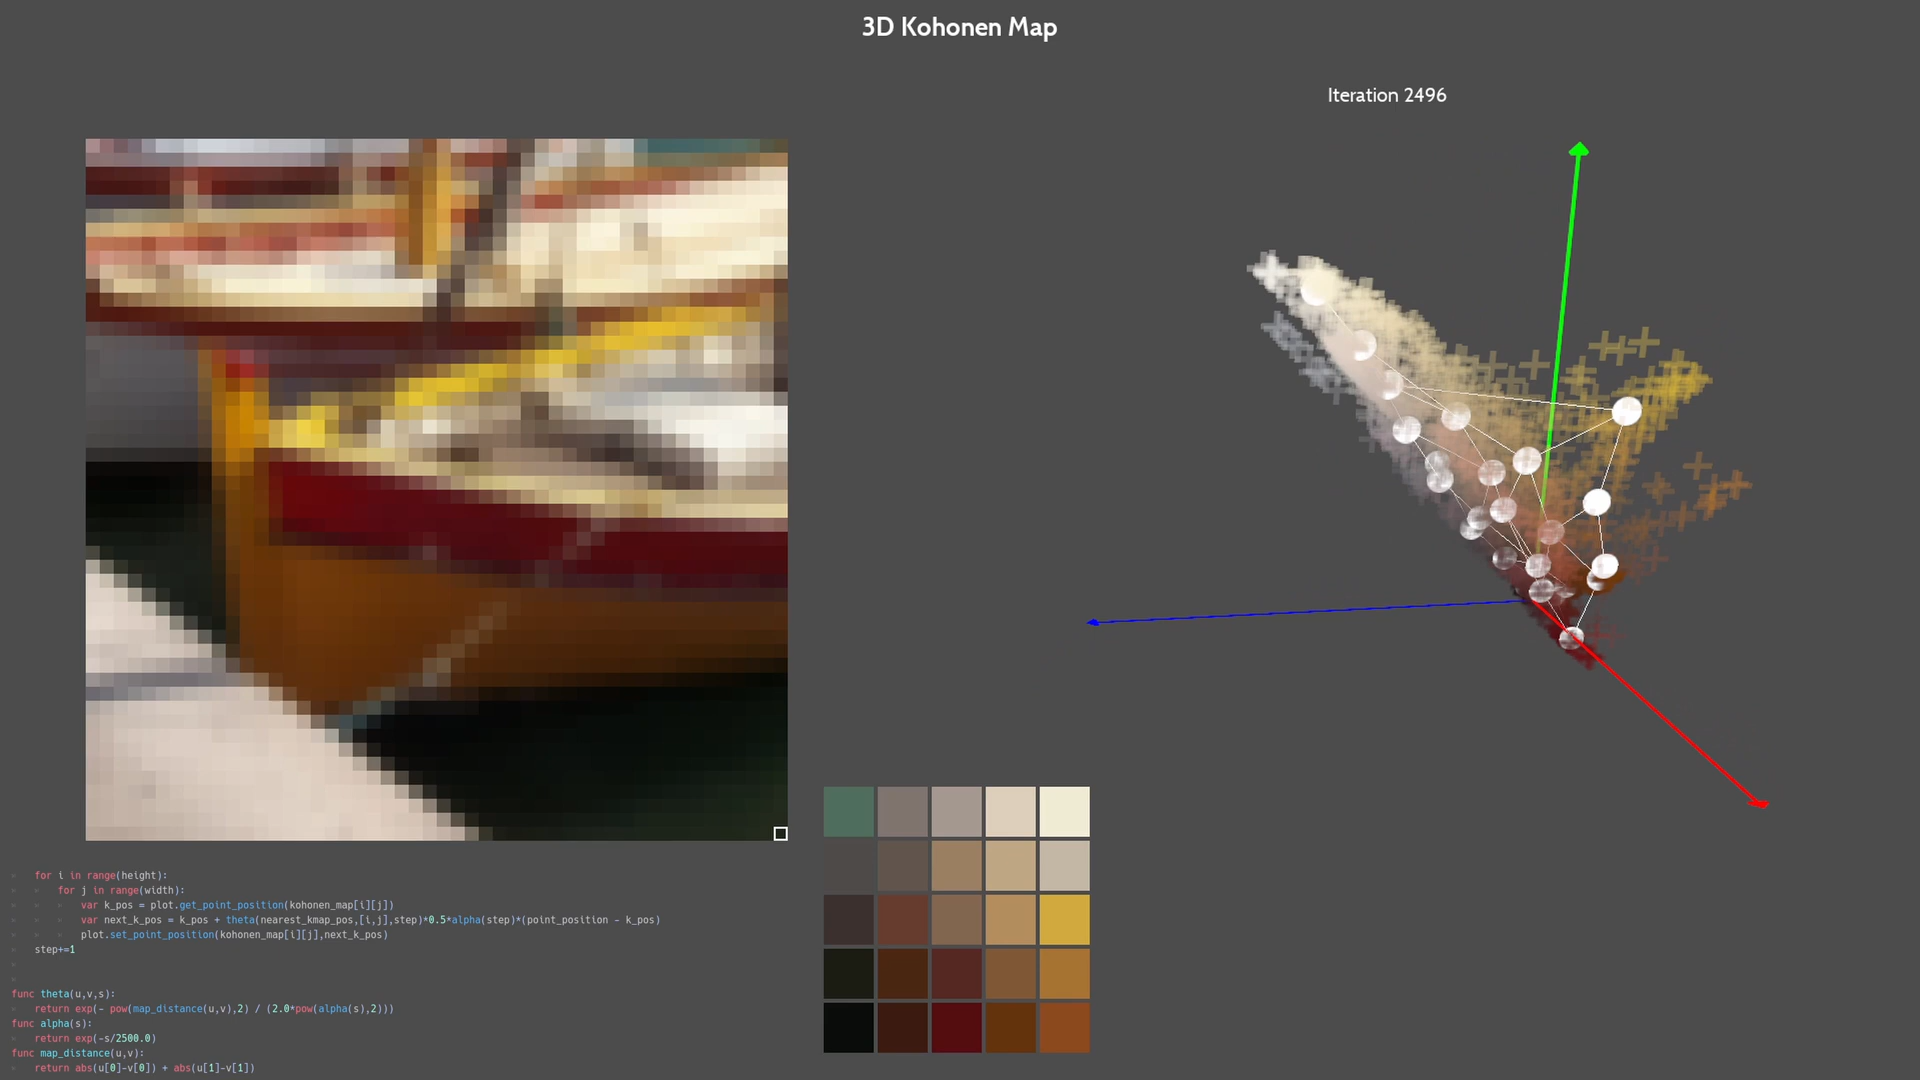 3D Kohonen Map
Iteration 2496
for i in range(height):
for j in range(width):
var k_pos = plot.get_point_position(kohonen_map[i][j])
var next_k_pos = k_pos + theta(nearest_kmap_pos,[i,j],step)*0.5*alpha(step)*(point_position - k_pos)
plot.set_point_position(kohonen_map[i][j],next_k_pos)
step+=1
func theta(u,v,s):
return exp(- pow(map_distance(u,v),2) / (2.0*pow(alpha(s),2)))
func alpha(s):
return exp(-s/2500.0)
func map_distance(u,v):
return abs(u[0]-v[0]) + abs(u[1]-v[1])